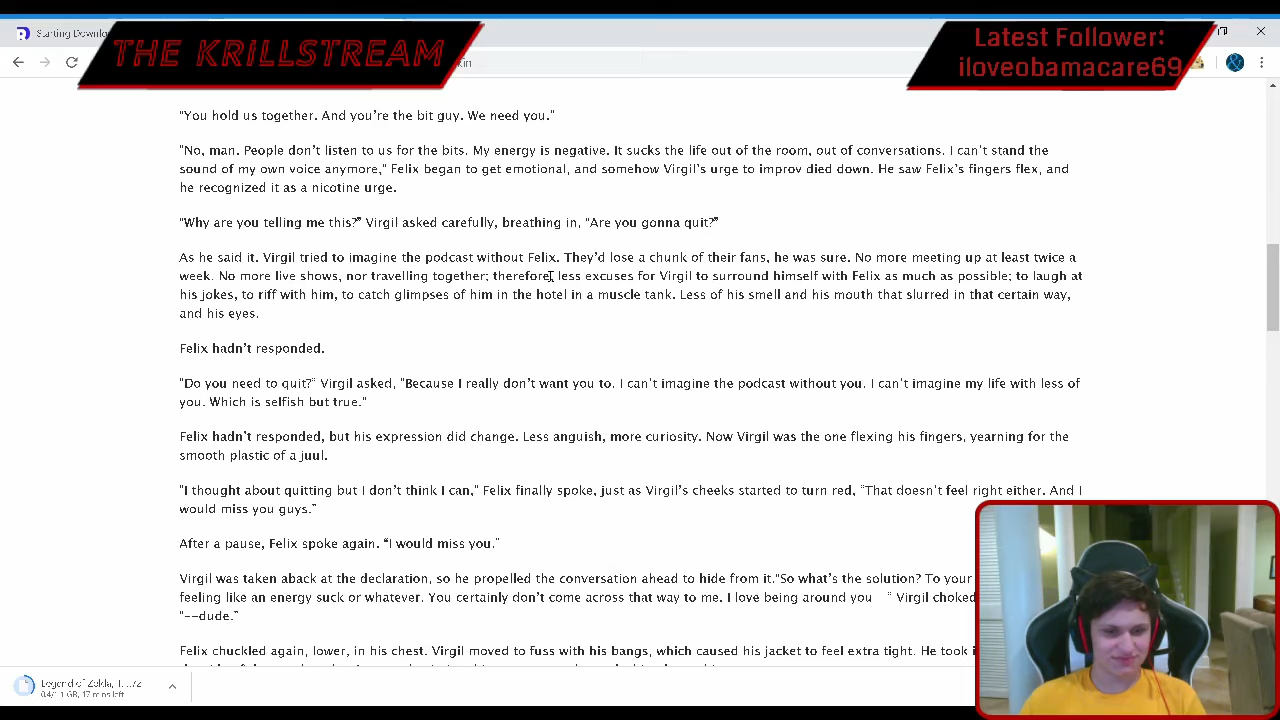 Starting Downlo
THE KRILLSTREAM
Latest Follower:
iloveobamacare69
kin
"You hold us together. And you're the bit guy. We need you."
"No, man. People don't listen to us for the bits. My energy is negative. It sucks the life out of the room, out of conversations. I can't stand the
sound of my own voice anymore," Felix began to get emotional, and somehow Virgil's urge to improv died down. He saw Felix's fingers flex, and
he recognized it as a nicotine urge.
"Why are you telling me this?" Virgil asked carefully, breathing in, "Are you gonna quit?"
As he said it. Virgil tried to imagine the podcast without Felix. They'd lose a chunk of their fans, he was sure. No more meeting up at least twice a
week. No more live shows, nor travelling together; therefore, less excuses for Virgil to surround himself with Felix as much as possible; to laugh at
his jokes, to riff with him, to catch glimpses of him in the hotel in a muscle tank. Less of his smell and his mouth that slurred in that certain way,
and his eyes.
Felix hadn't responded.
"Do you need to quit?" Virgil asked, "Because I really don't want you to. I can't imagine the podcast without you. I can't imagine my life with less of
you. Which is selfish but true."
Felix hadn't responded, but his expression did change. Less anguish, more curiosity. Now Virgil was the one flexing his fingers, yearning for the
smooth plastic of a juul.
"I thought about quitting but I don't think I can," Felix finally spoke, just as Virgil's cheeks started to turn red, "That doesn't feel right either. And I
would miss you guys."
After a pause, Felix spoke again, "I would miss you."
Virgil was taken aback at the declaration, so he propelled the conversation ahead to hide from it."So what's the solution? To your
feeling like an energy suck or whatever. You certainly don't come across that way to me. I love being around you--" Virgil choked
"--dude."
Felix chuckled again, lower, in his chest. Virgil moved to with his bangs, which caused his jacket to feel extra tight. He took i
Legend of Zelda
17 mins left